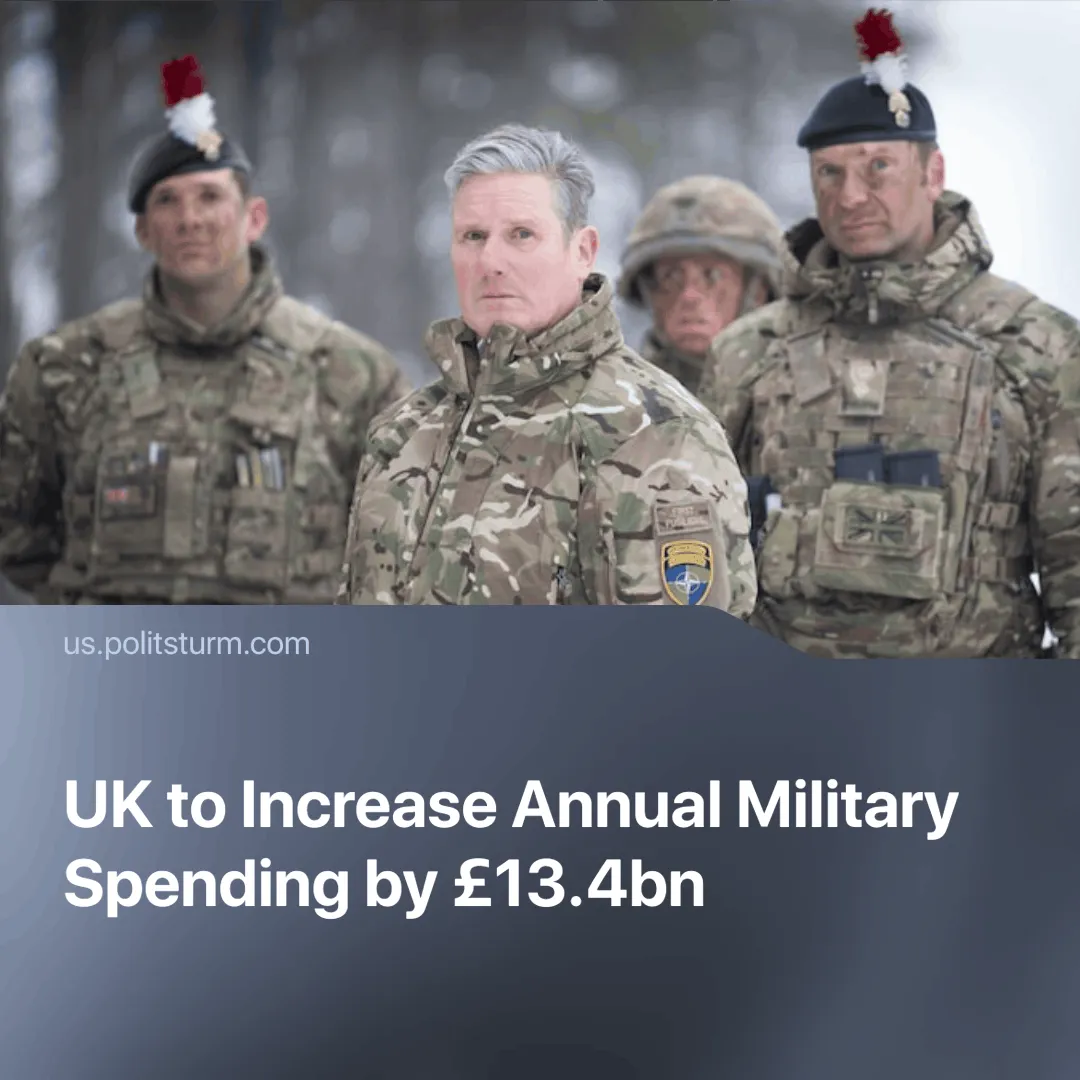 us.politsturm.com
UK to Increase Annual Military
Spending by £13.4bn